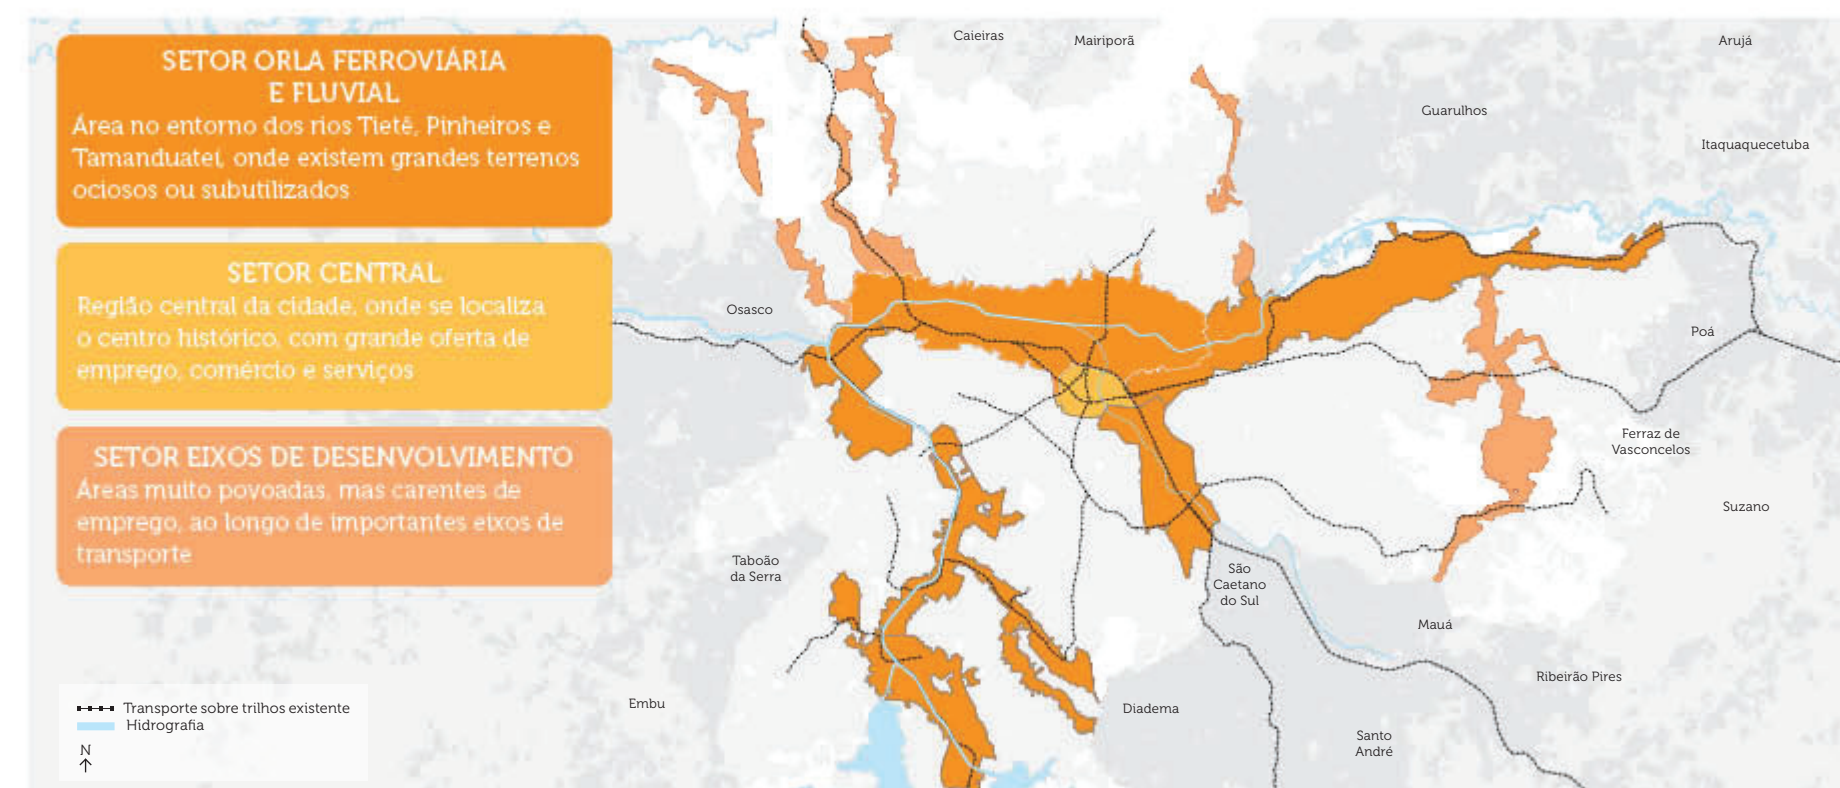 SETOR ORLA FERROVIÁRIA
E FLUVIAL
Área no entorno dos rios Tietê, Pinheiros e
Tamanduateí, onde existem grandes terrenos
ociosos ou subutilizados
SETOR CENTRAL
Região central da cidade, onde se localiza
o centro histórico, com grande oferta de
emprego, comércio e serviços
SETOR EIXOS DE DESENVOLVIMENTO
Áreas muito povoadas, mas carentes de
emprego, ao longo de importantes eixos de
transporte
Caieiras
Mairiporã
Arujá
Guarulhos
Itaquaquecetuba
Osasco
Poá
Ferraz de
Vasconcelos
Suzano
Taboão
da Serra
São
Caetano
do Sul
Mauá
Ribeirão Pires
Embu
Diadema
Santo
André
Transporte sobre trilhos existente
Hidrografia
N